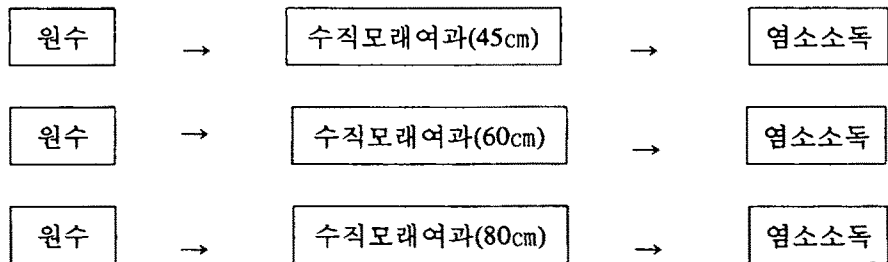 원수 → 수직모래여과(45cm) → 염소소독
원수 → 수직모래여과(60cm) → 염소소독
원수 → 수직모래여과(80cm) → 염소소독